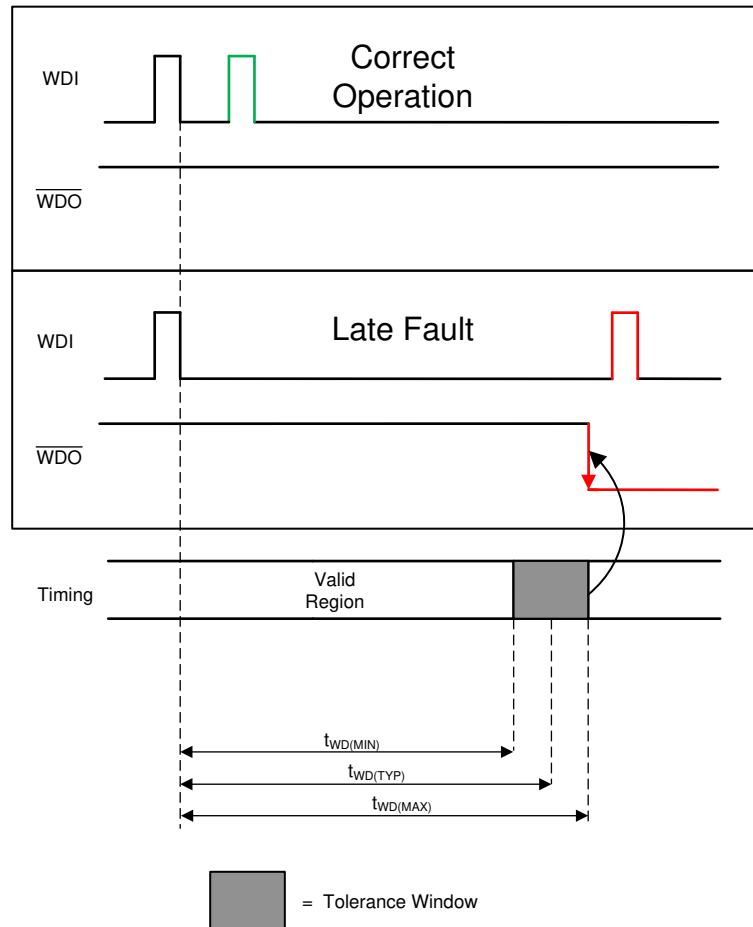 WDI
Correct
Operation
WDO
WDI
Late Fault
WDO
Timing
Valid
Region
tWD(MIN)
tWD(TYP)
tWD(MAX)
= Tolerance Window